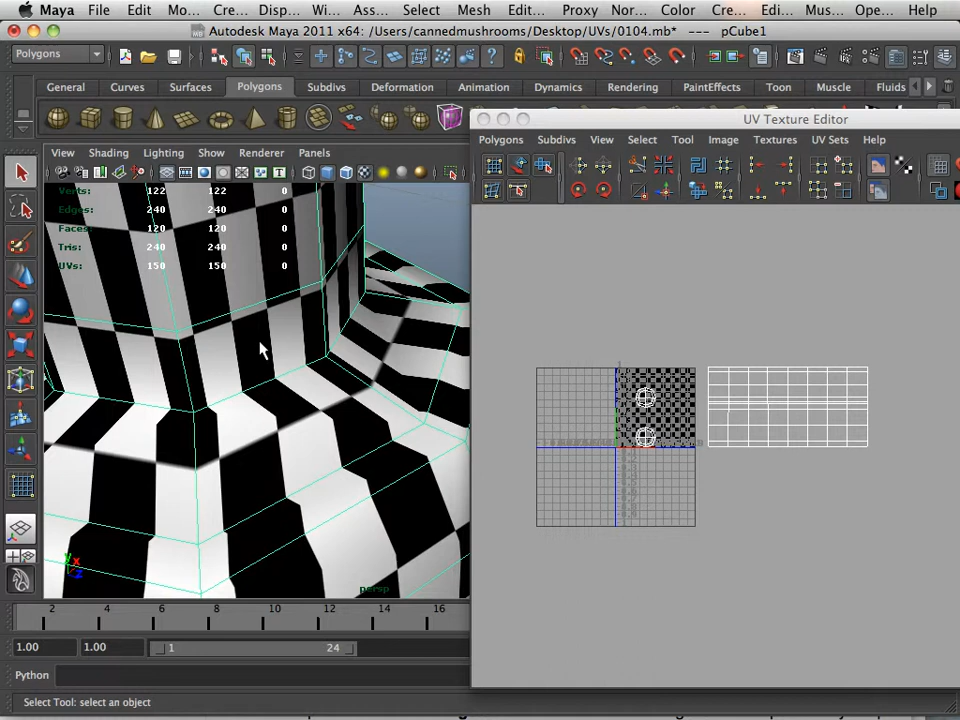 Maya File Edit Mo... Cre... Disp... Wi... Ass... Select Mesh Edit... Proxy Nor... Color Cre... Edi... Mus... Ope... Help
Autodesk Maya 2011 x64: /Users/cannedmushrooms/Desktop/UVs/0104.mb* --- pCube1
Polygons
General Curves Surfaces Polygons Subdivs Deformation Animation Dynamics Rendering PaintEffects Toon Muscle Fluids
UV Texture Editor
Polygons Subdivs View Select Tool Image Textures UV Sets Help
View Shading Lighting Show Renderer Panels
Verts: 122 122 0
Edges: 240 240 0
Faces: 120 120 0
Tris: 240 240 0
UVs: 150 150 0
y x z
persp
2 4 6 8 10 12 14 16
1.00 1.00 1 24
Python
Select Tool: select an object